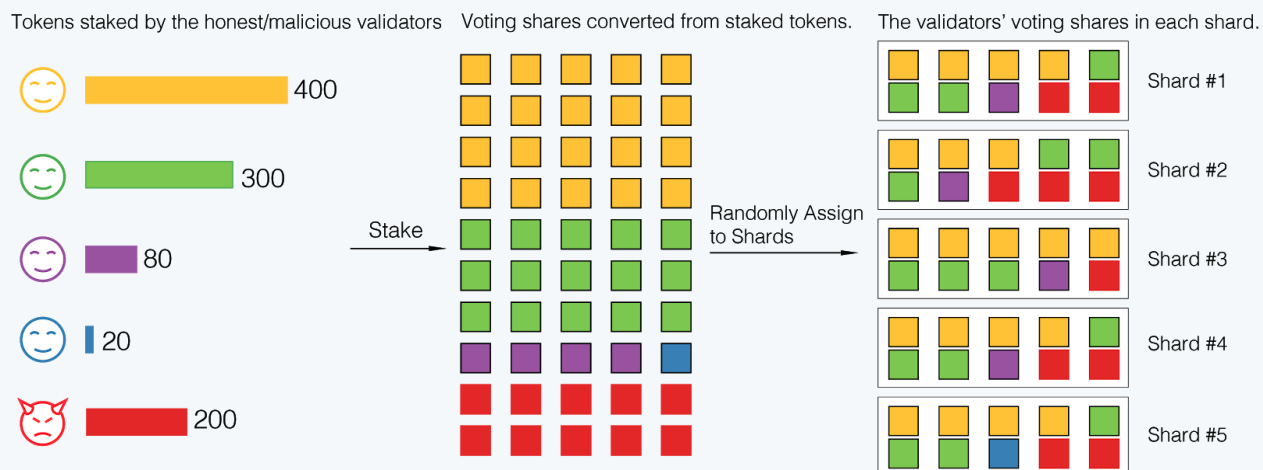 Tokens staked by the honest/malicious validators
Voting shares converted from staked tokens.
The validators' voting shares in each shard.
400
300
80
20
200
Stake
Randomly Assign
to Shards
Shard #1
Shard #2
Shard #3
Shard #4
Shard #5